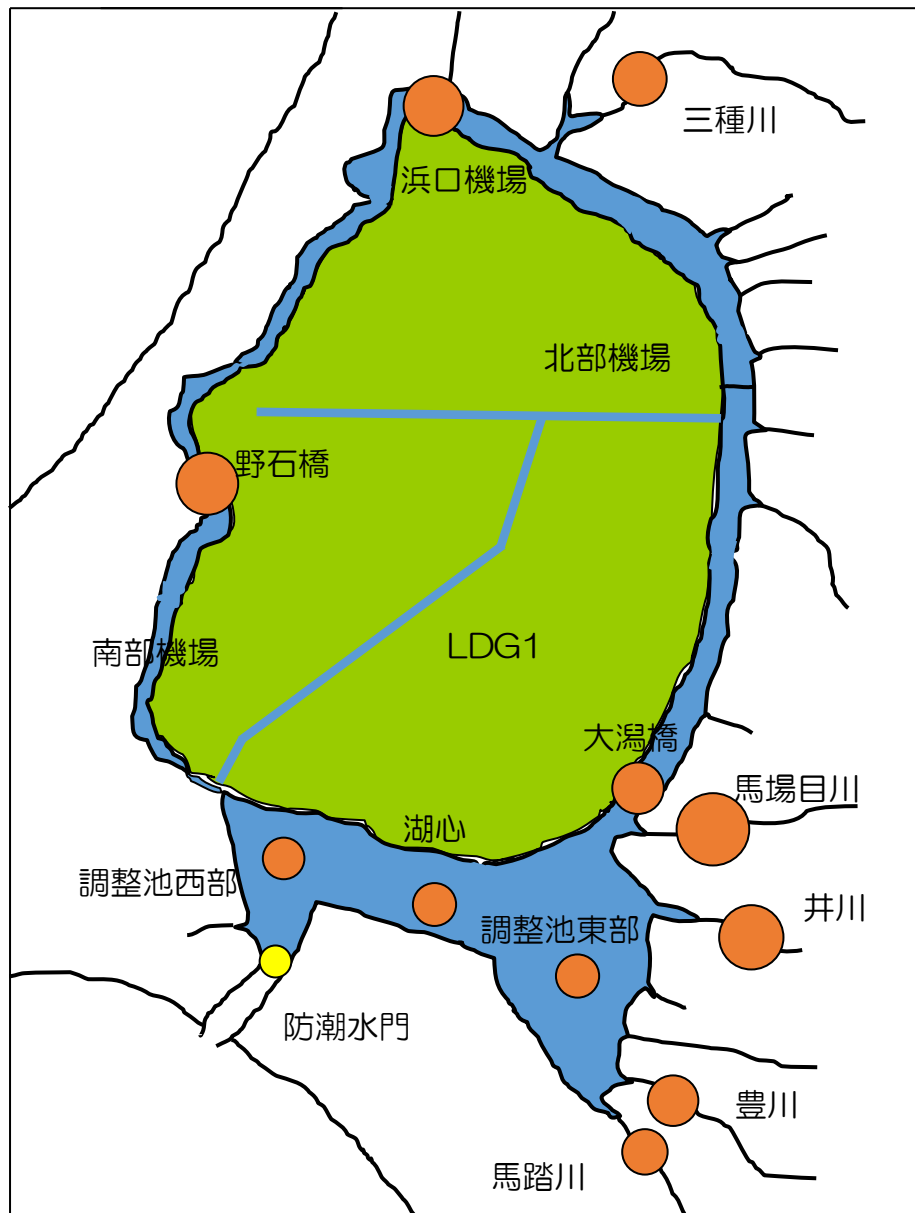 三種川
浜口機場
北部機場
野石橋
LDG1
南部機場
大潟橋
馬場目川
湖心
調整池西部
井川
調整池東部
防潮水門
豊川
馬踏川